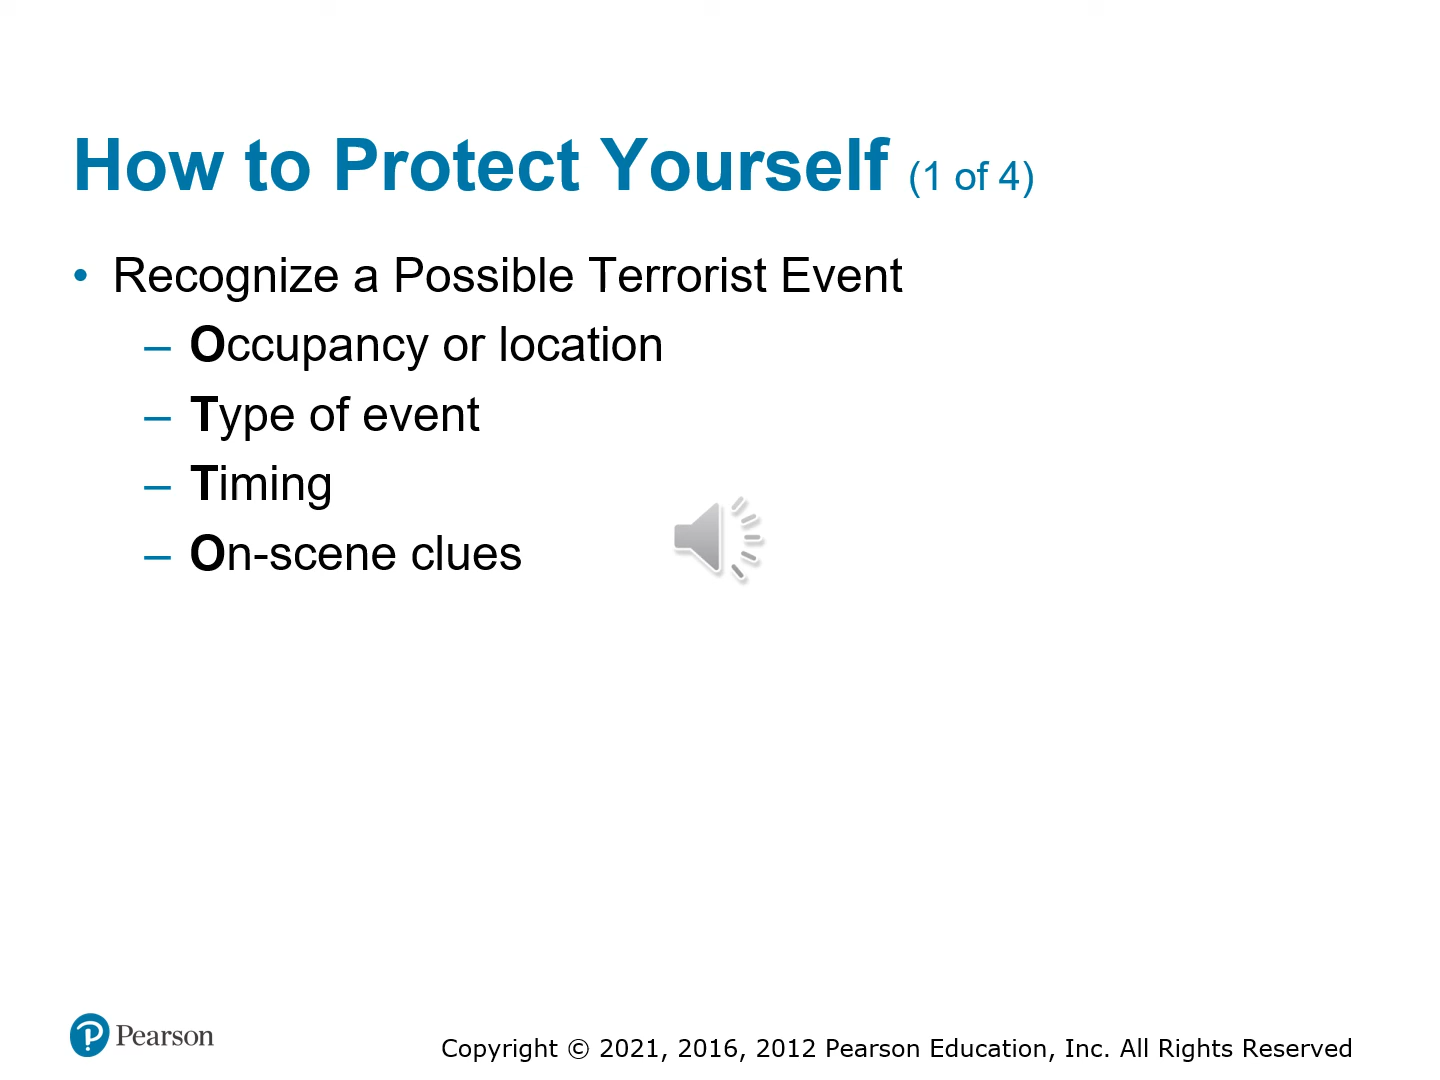 How to Protect Yourself (1 of 4)
• Recognize a Possible Terrorist Event
– Occupancy or location
– Type of event
– Timing
– On-scene clues
Pearson
Copyright © 2021, 2016, 2012 Pearson Education, Inc. All Rights Reserved